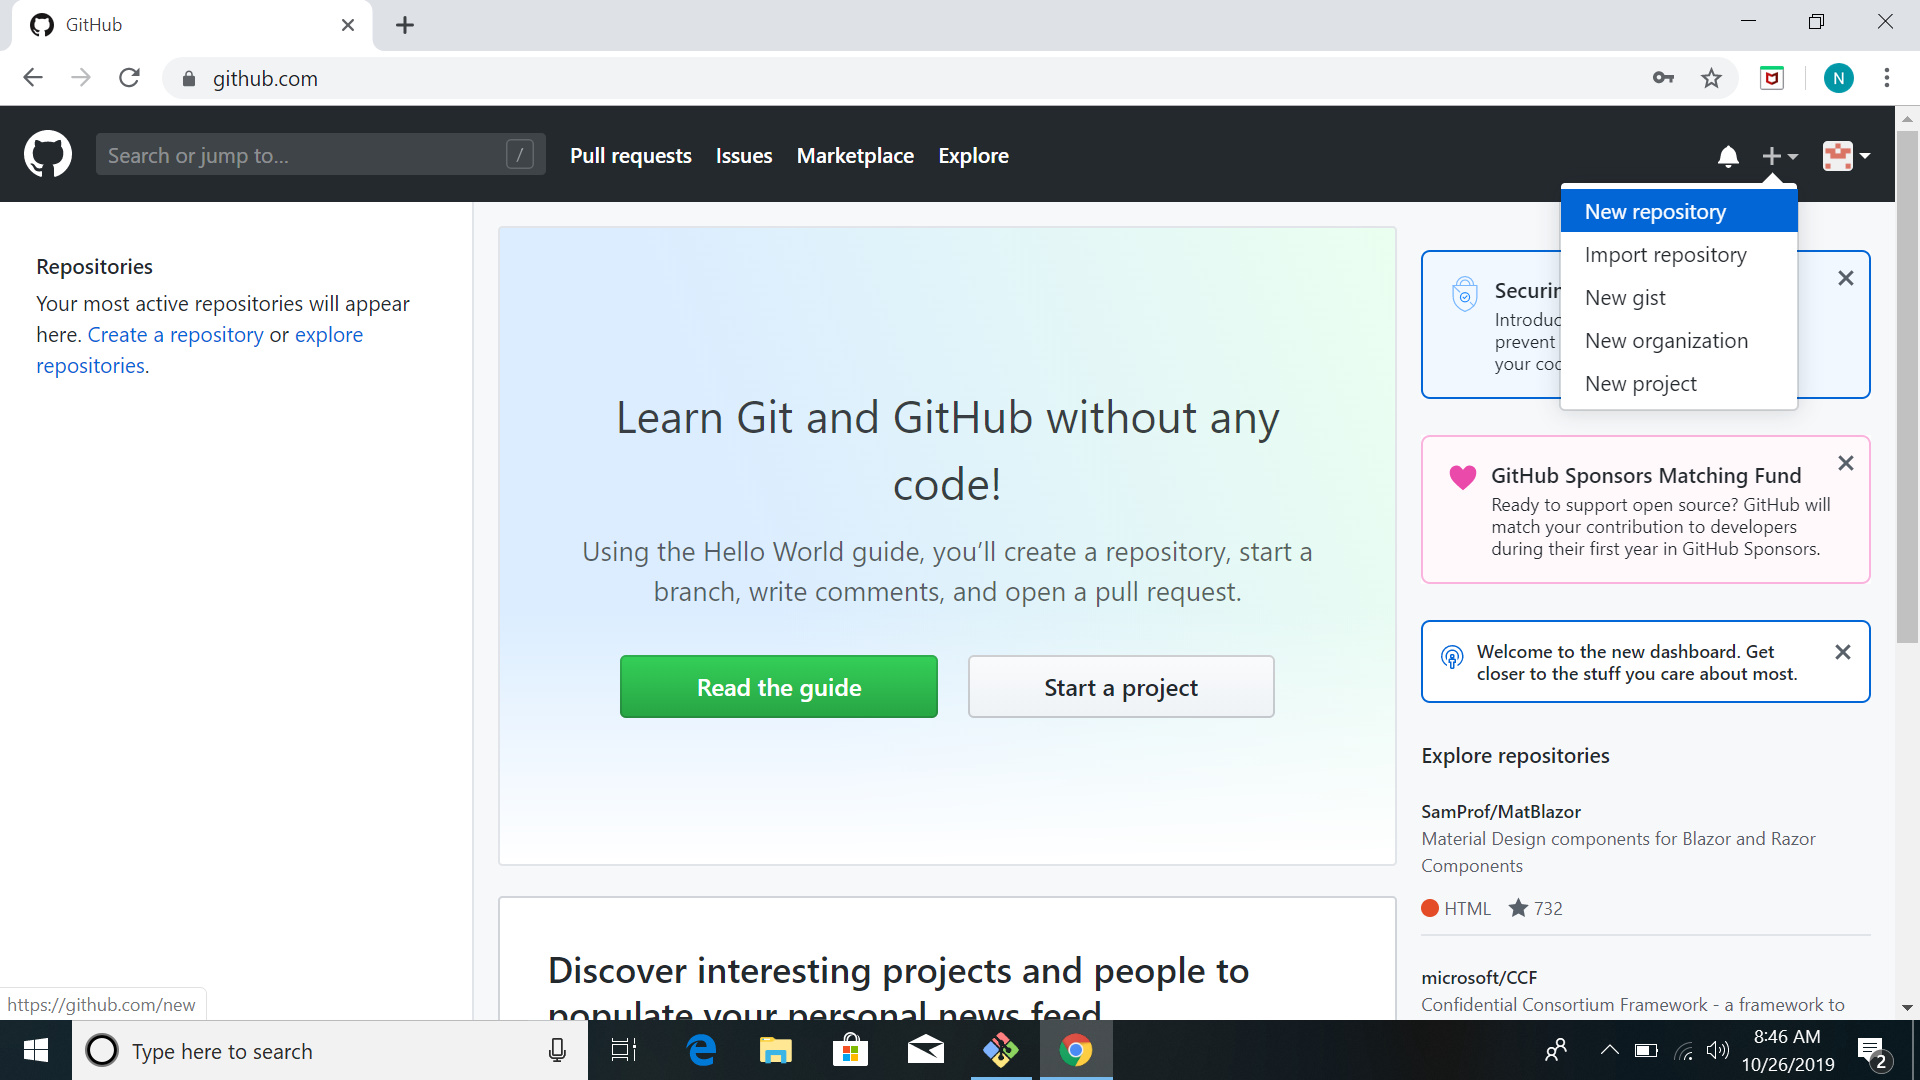 GitHub
github.com
N
Search or jump to...
/
Pull requests
Issues
Marketplace
Explore
New repository
Import repository
New gist
New organization
New project
Repositories
Your most active repositories will appear
here. Create a repository or explore
repositories.
Learn Git and GitHub without any
code!
Using the Hello World guide, you’ll create a repository, start a
branch, write comments, and open a pull request.
Read the guide
Start a project
Discover interesting projects and people to
populate your personal news feed
prevent
GitHub Sponsors Matching Fund
Ready to support open source? GitHub will
match your contribution to developers
during their first year in GitHub Sponsors.
Welcome to the new dashboard. Get
closer to the stuff you care about most.
Explore repositories
SamProf/MatBlazor
Material Design components for Blazor and Razor
Components
HTML 732
microsoft/CCF
Confidential Consortium Framework - a framework to
https://github.com/new
Type here to search
8:46 AM
10/26/2019
2